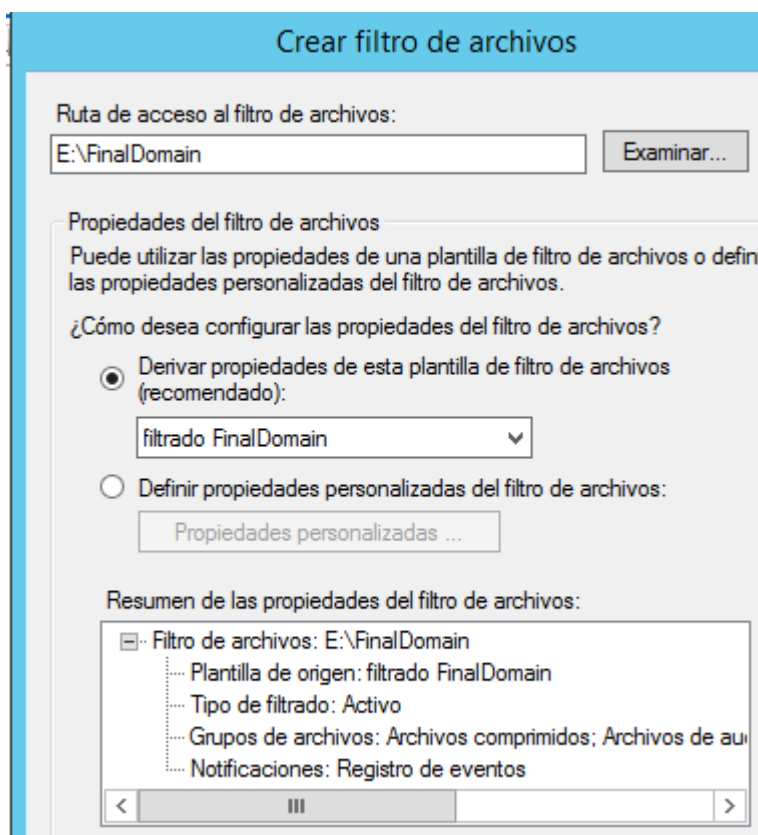 Crear filtro de archivos
Ruta de acceso al filtro de archivos:
E:\FinalDomain
Examinar...
Propiedades del filtro de archivos
Puede utilizar las propiedades de una plantilla de filtro de archivos o defin
las propiedades personalizadas del filtro de archivos.
¿Cómo desea configurar las propiedades del filtro de archivos?
Derivar propiedades de esta plantilla de filtro de archivos
(recomendado):
filtrado FinalDomain
Definir propiedades personalizadas del filtro de archivos:
Propiedades personalizadas ...
Resumen de las propiedades del filtro de archivos:
Filtro de archivos: E:\FinalDomain
Plantilla de origen: filtrado FinalDomain
Tipo de filtrado: Activo
Grupos de archivos: Archivos comprimidos; Archivos de au
Notificaciones: Registro de eventos